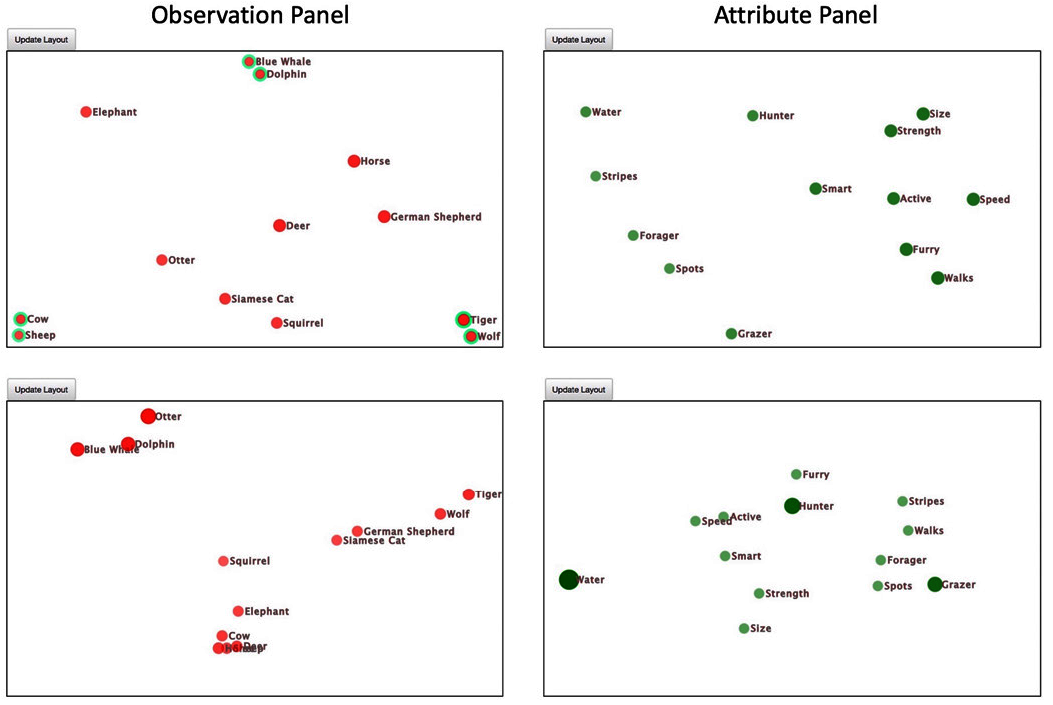 Observation Panel
Attribute Panel
Update Layout
Update Layout
Blue Whale
Dolphin
Elephant
Horse
German Shepherd
Deer
Otter
Siamese Cat
Squirrel
Cow
Sheep
Tiger
Wolf
Water
Hunter
Size
Strength
Stripes
Smart
Active
Speed
Forager
Furry
Spots
Walks
Grazer
Update Layout
Update Layout
Otter
Dolphin
Blue Whale
Tiger
Wolf
German Shepherd
Siamese Cat
Squirrel
Elephant
Cow
Deer
Furry
Hunter
Stripes
Active
Speed
Walks
Smart
Forager
Water
Spots
Grazer
Strength
Size